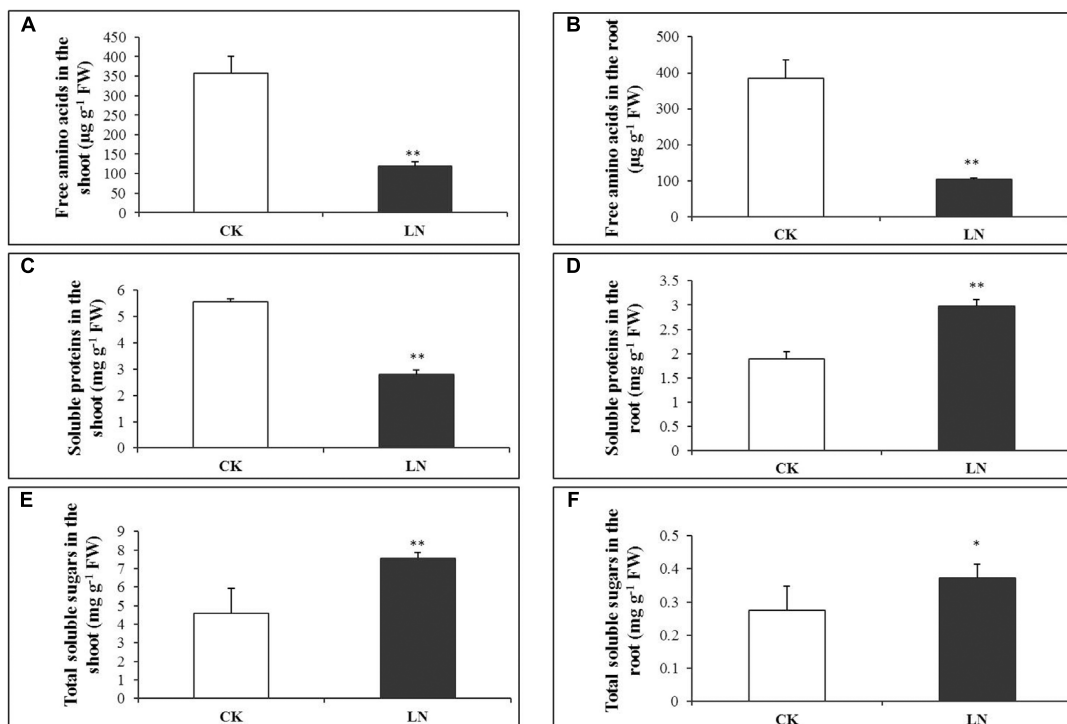 A
Free amino acids in the
shoot (µg g-1 FW)
450
400
350
300
250
200
150
100
50
0
**
CK
LN
B
Free amino acids in the root
(µg g-1 FW)
500
400
300
200
100
0
**
CK
LN
C
Soluble proteins in the
shoot (mg g-1 FW)
6
5
4
3
2
1
0
**
CK
LN
D
Soluble proteins in the
root (mg g-1 FW)
3.5
3
2.5
2
1.5
1
0.5
0
**
CK
LN
E
Total soluble sugars in the
shoot (mg g-1 FW)
9
8
7
6
5
4
3
2
1
0
**
CK
LN
F
Total soluble sugars in the
root (mg g-1 FW)
0.5
0.4
0.3
0.2
0.1
0
*
CK
LN